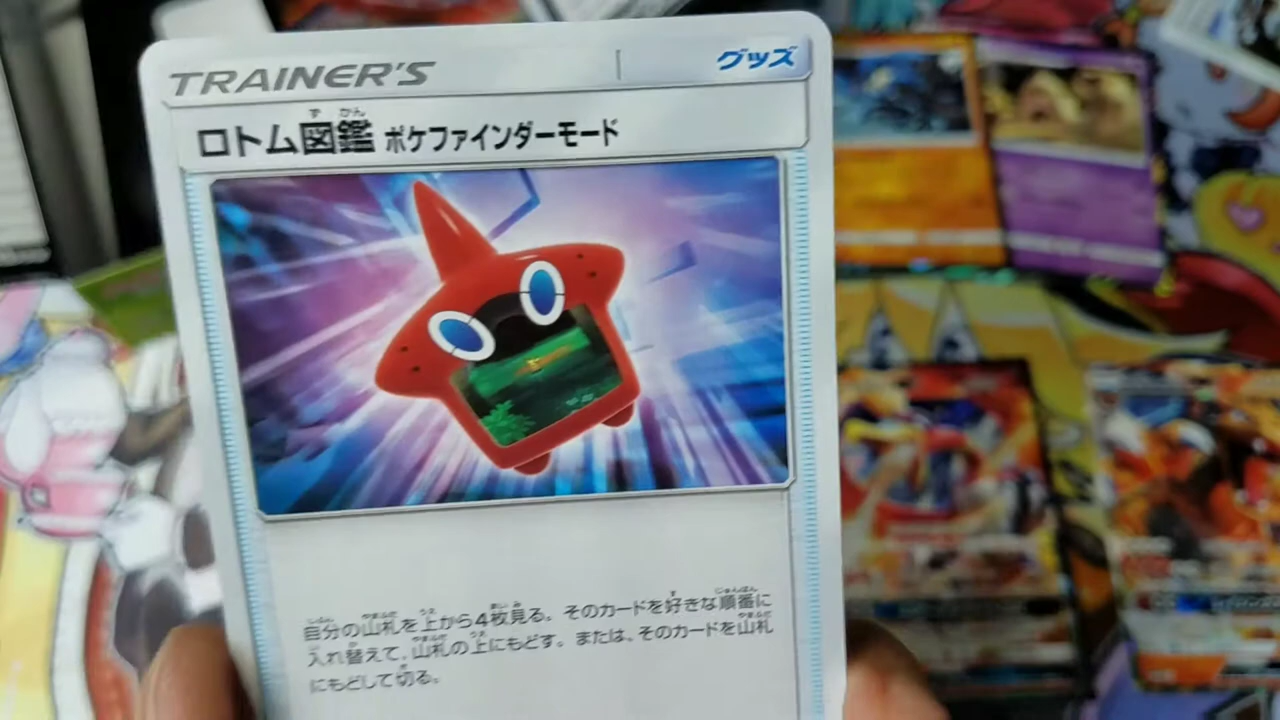 TRAINER'S
グッズ
ロトム図鑑 ポケファインダーモード
自分の山札を上から4枚見る。そのカードを好きな順番に
入れ替えて、山札の上にもどす。または、そのカードを山札
にもどして切る。